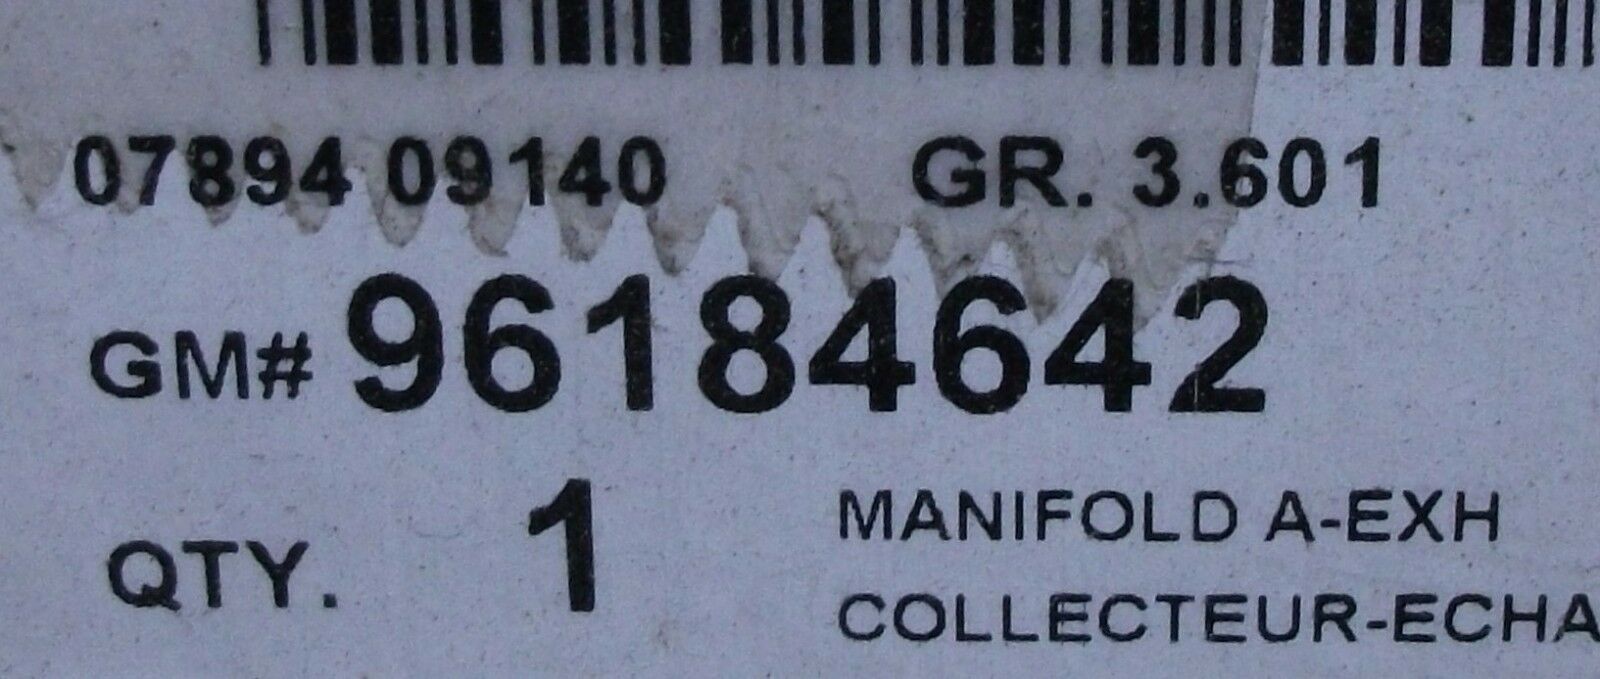 07894 09140 GR. 3.601
GM# 96184642
QTY. 1 MANIFOLD A-EXH
COLLECTEUR-ECHA